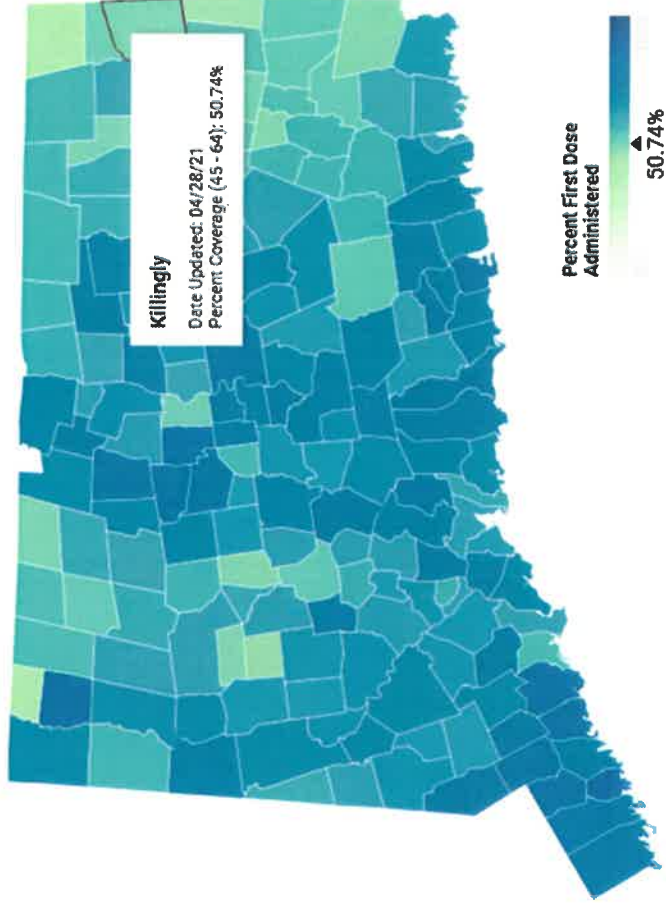 Killingly
Date Updated: 04/28/21
Percent Coverage (45 - 64): 50.74%
Percent First Dose
Administered
50.74%